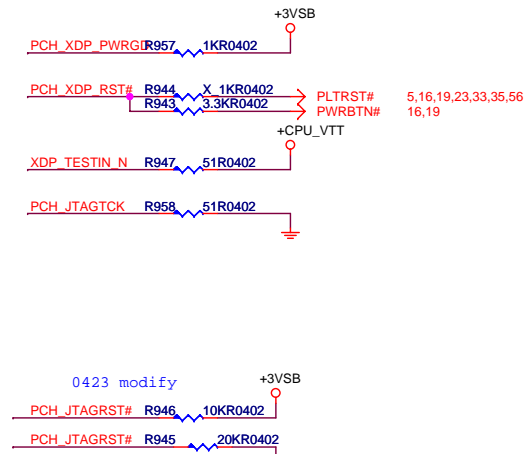 +3VSB
PCH_XDP_PWRGD R957 1KR0402
PCH_XDP_RST# R944 X_1KR0402 PLTRST# 5,16,19,23,33,35,56
R943 3.3KR0402 PWRBTN# 16,19
+CPU_VTT
XDP_TESTIN_N R947 51R0402
PCH_JTAGTCK R958 51R0402
0423 modify +3VSB
PCH_JTAGRST# R946 10KR0402
PCH_JTAGRST# R945 20KR0402